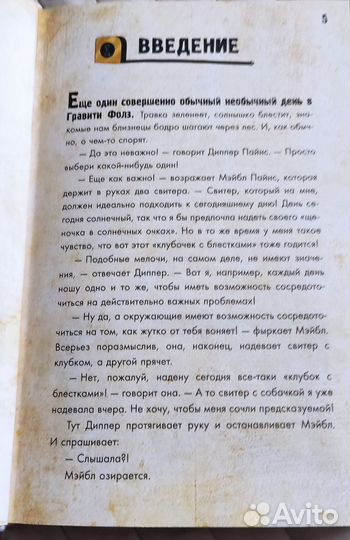 5
ВВЕДЕНИЕ
Еще один совершенно обычный необычный день в
Гравити Фолз. Травка зеленеет, солнышко блестит, зна-
комые нам близнецы бодро шагают через лес. И, как обыч-
но, о чем-то спорят.
— Да это неважно! — говорит Диппер Пайнс. — Просто
выбери какой-нибудь один!
— Еще как важно! — возражает Мэйбл Пайнс, которая
держит в руках два свитера. — Свитер, который на мне,
должен идеально подходить к сегодняшнему дню! День се-
годня солнечный, так что я бы предпочла надеть своего «ще-
ночка в солнечных очках». Но в то же время у меня такое
чувство, что вот этот «клубочек с блестками» тоже годится!
— Подобные мелочи, на самом деле, не имеют значе-
ния, — отвечает Диппер. — Вот я, например, каждый день
ношу одно и то же, чтобы иметь возможность сосредото-
читься на действительно важных проблемах!
— Ну да, а окружающие имеют возможность сосредото-
читься на том, как жутко от тебя воняет! — фыркает Мэйбл.
Всерьез поразмыслив, она, наконец, надевает свитер с
клубком, а другой прячет.
— Нет, пожалуй, надену сегодня все-таки «клубок с
блестками»! — говорит она. — А то свитер с собачкой я уже
надевала вчера. Не хочу, чтобы меня сочли предсказуемой!
Тут Диппер протягивает руку и останавливает Мэйбл.
И спрашивает:
— Слышала?!
Мэйбл озирается.
Avito